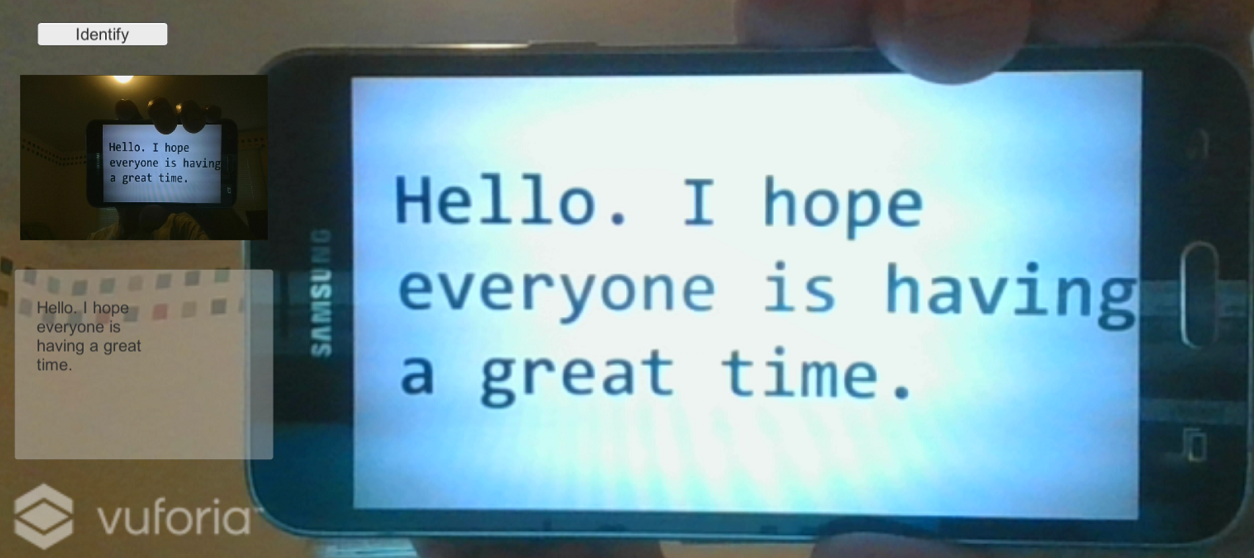 Identify
Hello. I hope
everyone is having
a great time.
Hello. I hope
everyone is
having a great
time.
vuforia™
SAMSUNG
Hello. I hope
everyone is having
a great time.